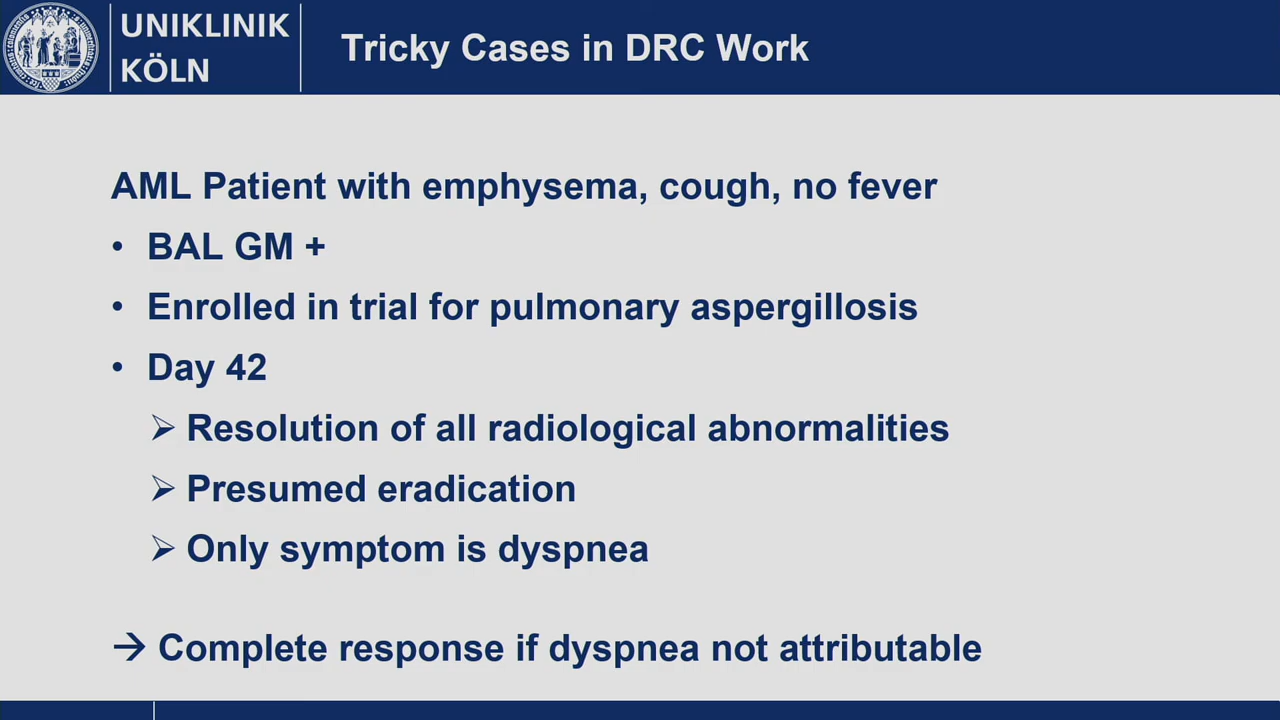 UNIKLINIK
KÖLN
Tricky Cases in DRC Work
AML Patient with emphysema, cough, no fever
• BAL GM +
• Enrolled in trial for pulmonary aspergillosis
• Day 42
➢ Resolution of all radiological abnormalities
➢ Presumed eradication
➢ Only symptom is dyspnea
→ Complete response if dyspnea not attributable